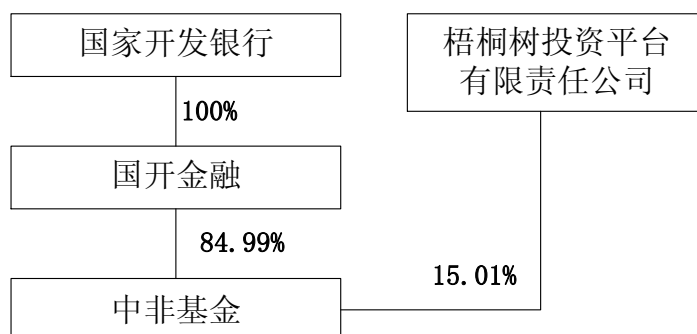 国家开发银行
梧桐树投资平台
有限责任公司
100%
国开金融
84.99%
15.01%
中非基金